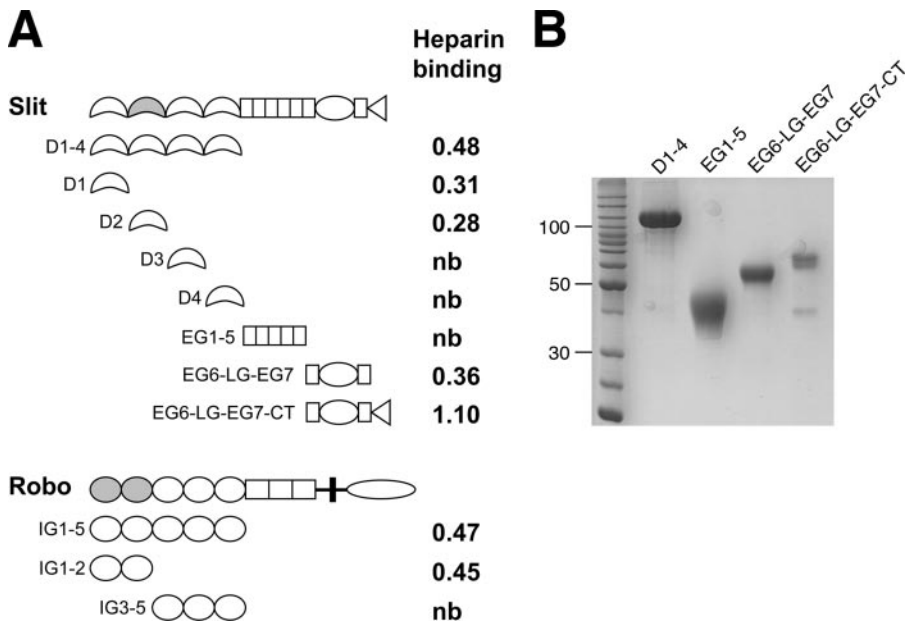 A
Heparin
binding
Slit
D1-4 0.48
D1 0.31
D2 0.28
D3 nb
D4 nb
EG1-5 nb
EG6-LG-EG7 0.36
EG6-LG-EG7-CT 1.10
Robo
IG1-5 0.47
IG1-2 0.45
IG3-5 nb
B
D1-4
EG1-5
EG6-LG-EG7
EG6-LG-EG7-CT
100
50
30